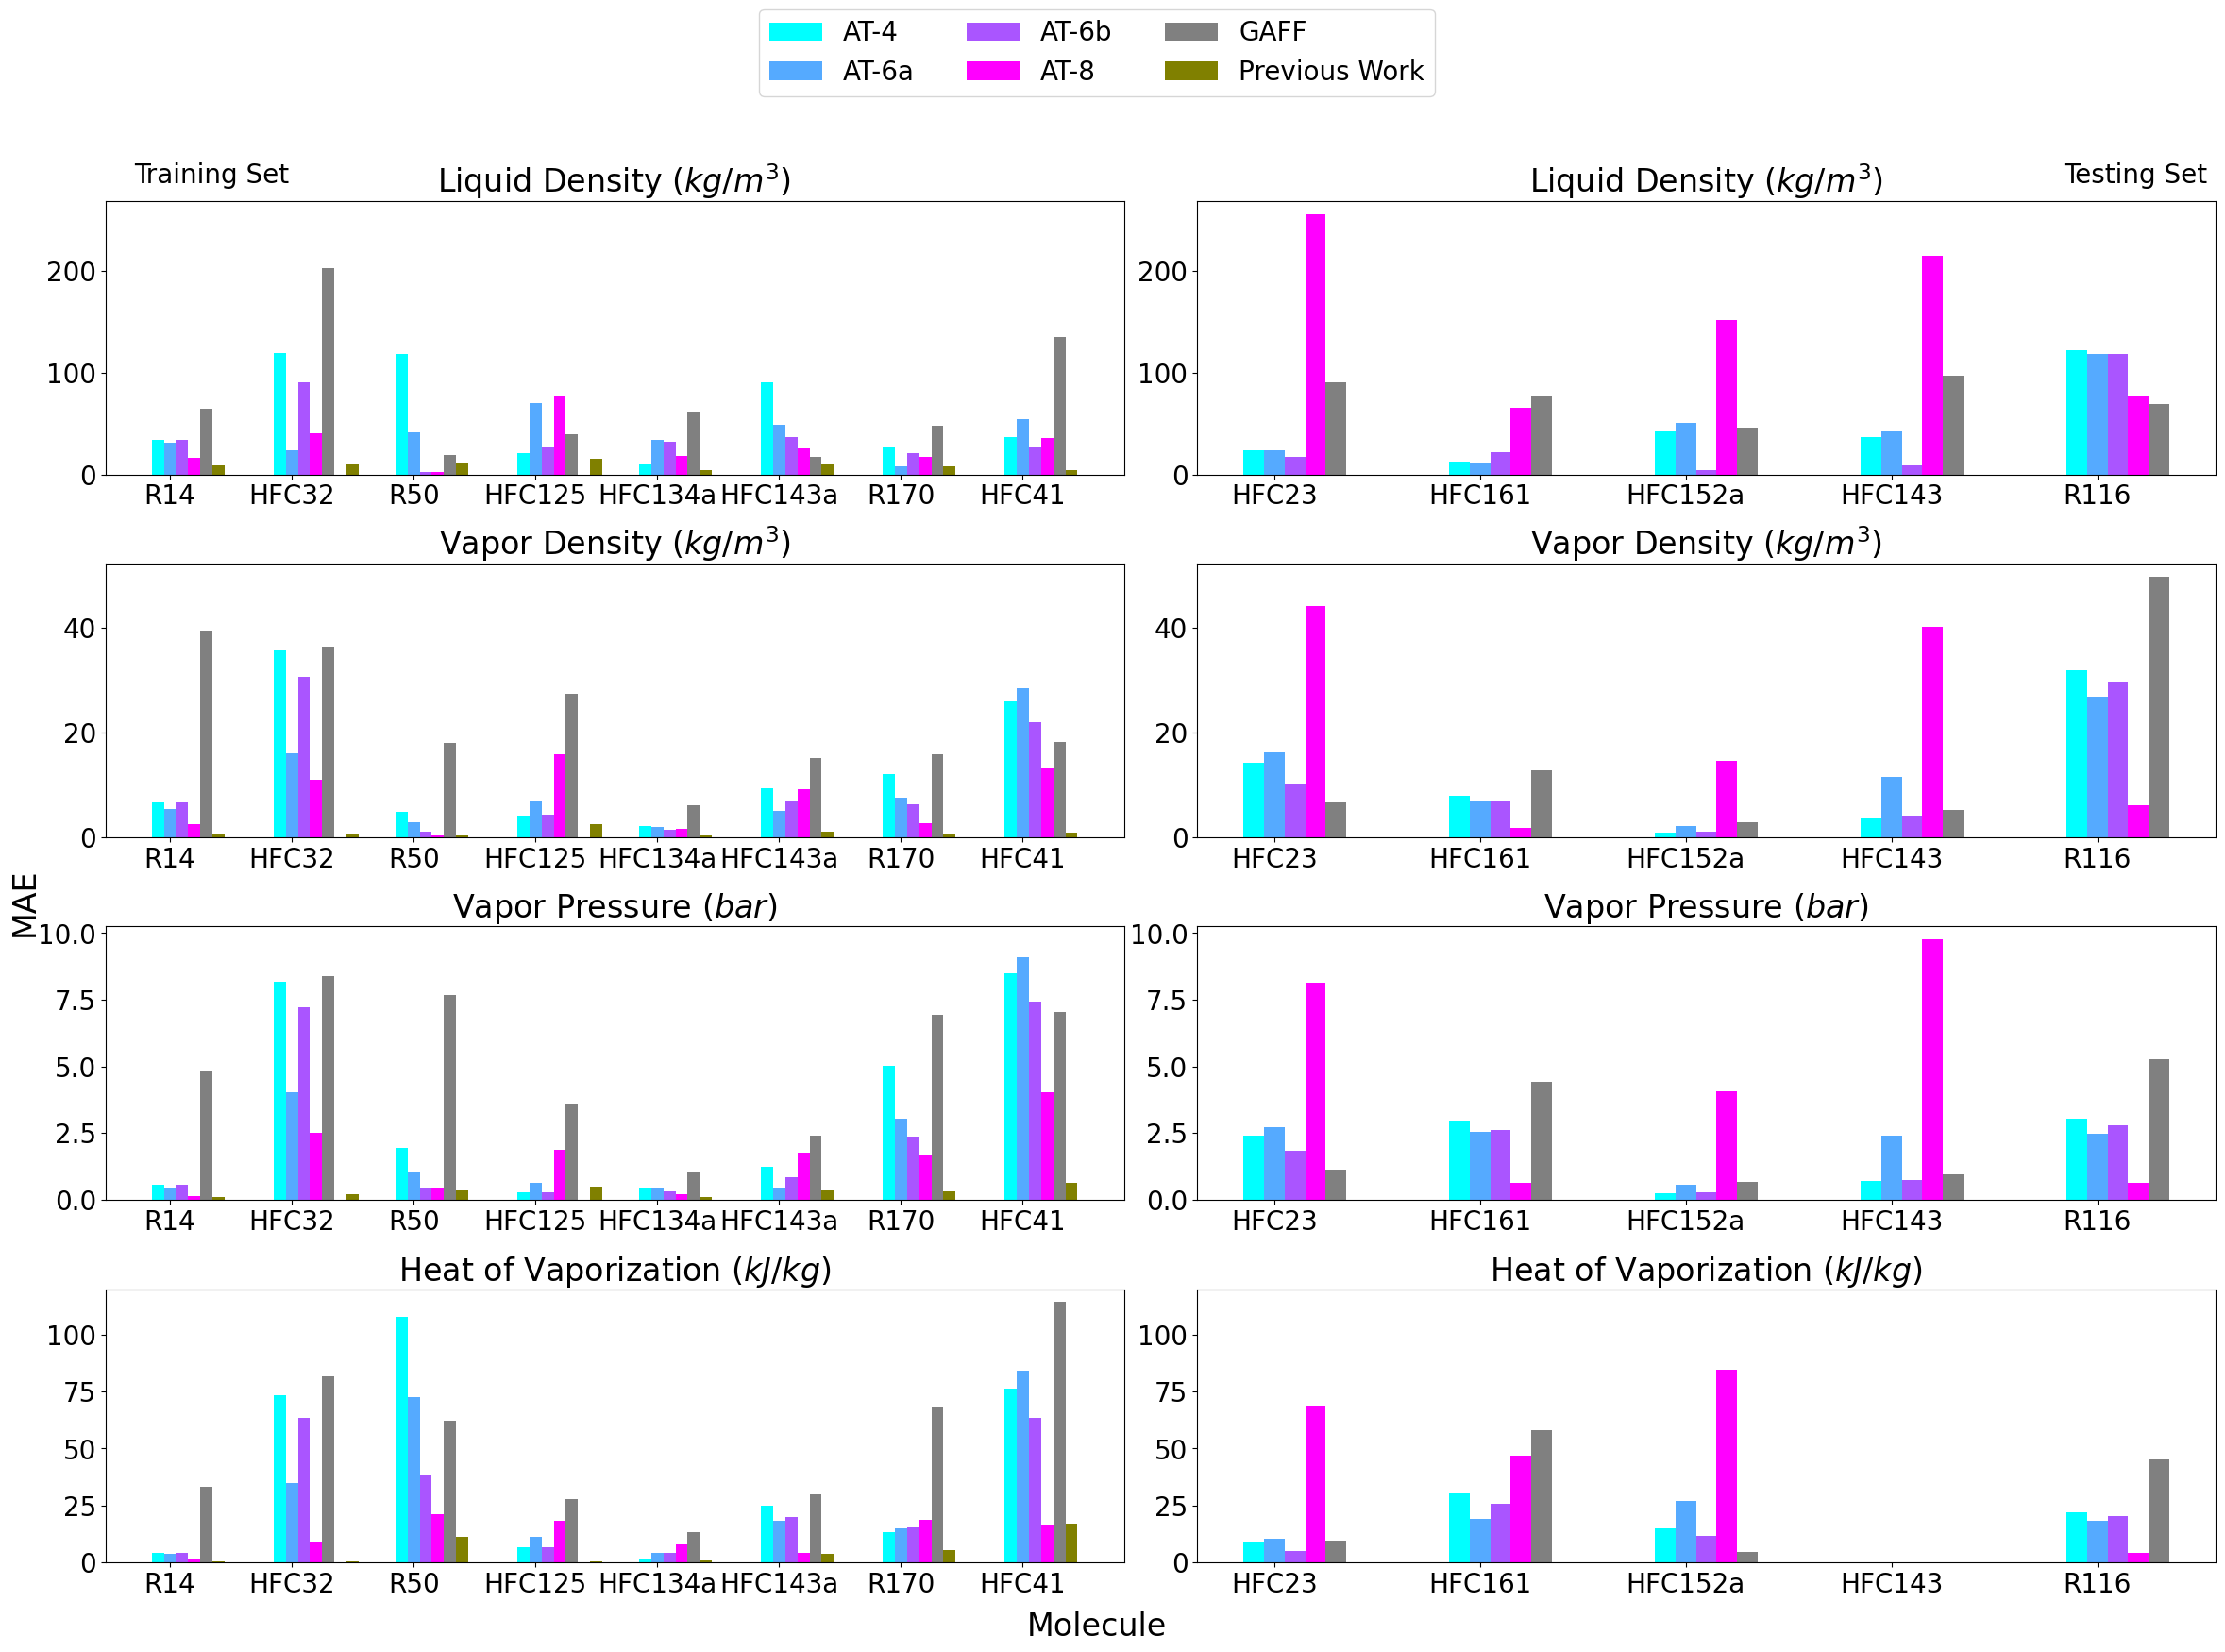 AT-4 AT-6b GAFF
AT-6a AT-8 Previous Work
Training Set Liquid Density (kg/m³) Liquid Density (kg/m³) Testing Set
200 200
100 100
0 0
R14 HFC32 R50 HFC125 HFC134a HFC143a R170 HFC41 HFC23 HFC161 HFC152a HFC143 R116
Vapor Density (kg/m³) Vapor Density (kg/m³)
40 40
20 20
0 0
R14 HFC32 R50 HFC125 HFC134a HFC143a R170 HFC41 HFC23 HFC161 HFC152a HFC143 R116
MAE
Vapor Pressure (bar) Vapor Pressure (bar)
10.0 10.0
7.5 7.5
5.0 5.0
2.5 2.5
0.0 0.0
R14 HFC32 R50 HFC125 HFC134a HFC143a R170 HFC41 HFC23 HFC161 HFC152a HFC143 R116
Heat of Vaporization (kJ/kg) Heat of Vaporization (kJ/kg)
100 100
75 75
50 50
25 25
0 0
R14 HFC32 R50 HFC125 HFC134a HFC143a R170 HFC41 HFC23 HFC161 HFC152a HFC143 R116
Molecule